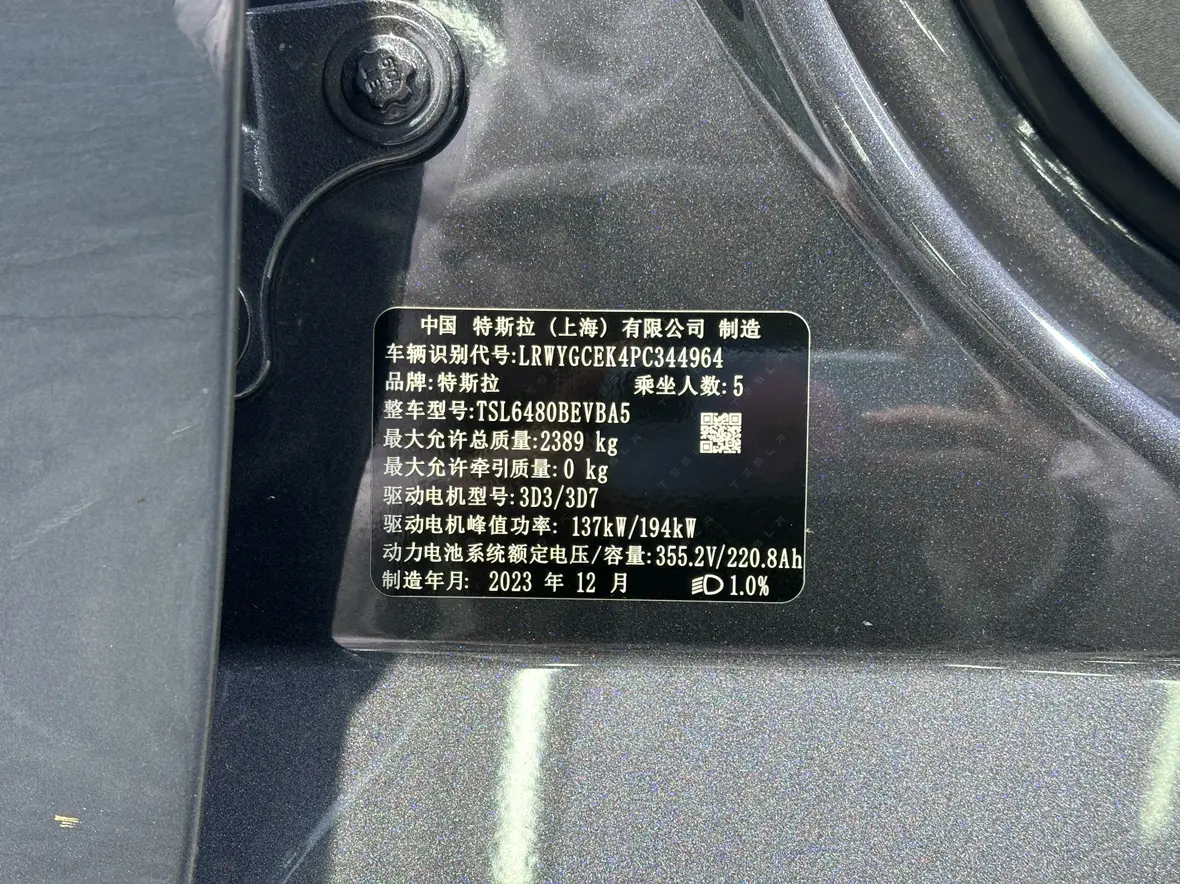 中国 特斯拉（上海）有限公司 制造
车辆识别代号:LRWYGCEK4PC344964
品牌:特斯拉 乘坐人数:5
整车型号:TSL6480BEVBA5
最大允许总质量:2389 kg
最大允许牵引质量:0 kg
驱动电机型号:3D3/3D7
驱动电机峰值功率: 137kW/194kW
动力电池系统额定电压/容量:355.2V/220.8Ah
制造年月: 2023 年 12 月 1.0%